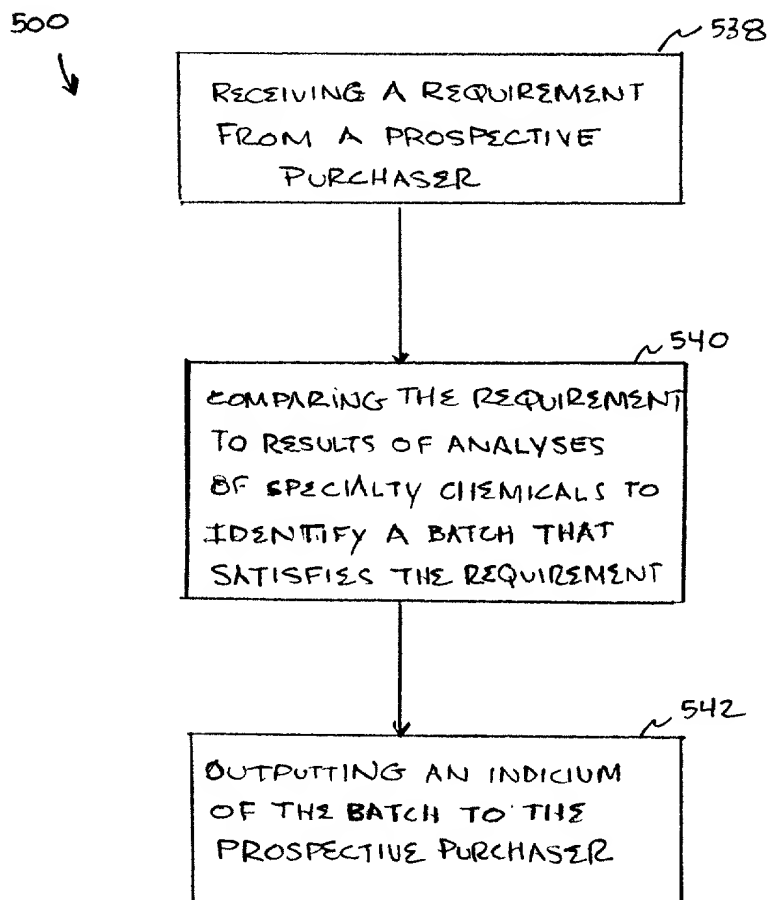 500
538
RECEIVING A REQUIREMENT
FROM A PROSPECTIVE
PURCHASER
540
COMPARING THE REQUIREMENT
TO RESULTS OF ANALYSES
OF SPECIALTY CHEMICALS TO
IDENTIFY A BATCH THAT
SATISFIES THE REQUIREMENT
542
OUTPUTTING AN INDICIUM
OF THE BATCH TO THE
PROSPECTIVE PURCHASER